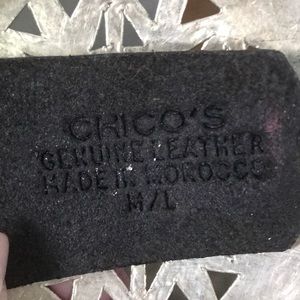 CHICO'S
GENUINE LEATHER
MADE IN MOROCCO
M/L